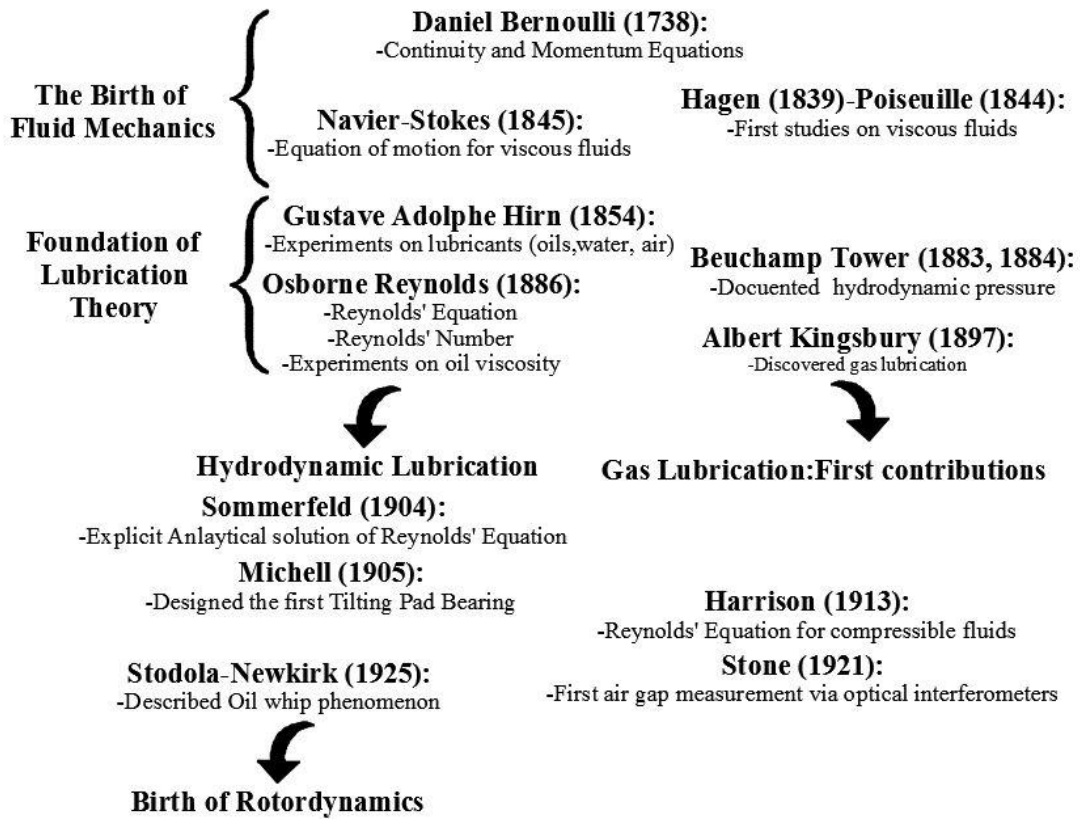 Daniel Bernoulli (1738):
-Continuity and Momentum Equations
The Birth of
Fluid Mechanics
Hagen (1839)-Poiseuille (1844):
-First studies on viscous fluids
Navier-Stokes (1845):
-Equation of motion for viscous fluids
Gustave Adolphe Hirn (1854):
-Experiments on lubricants (oils,water, air)
Foundation of
Lubrication
Theory
Beuchamp Tower (1883, 1884):
-Docuented hydrodynamic pressure
Osborne Reynolds (1886):
-Reynolds' Equation
-Reynolds' Number
-Experiments on oil viscosity
Albert Kingsbury (1897):
-Discovered gas lubrication
Hydrodynamic Lubrication
Gas Lubrication:First contributions
Sommerfeld (1904):
-Explicit Anlaytical solution of Reynolds' Equation
Michell (1905):
-Designed the first Tilting Pad Bearing
Harrison (1913):
-Reynolds' Equation for compressible fluids
Stone (1921):
-First air gap measurement via optical interferometers
Stodola-Newkirk (1925):
-Described Oil whip phenomenon
Birth of Rotordynamics